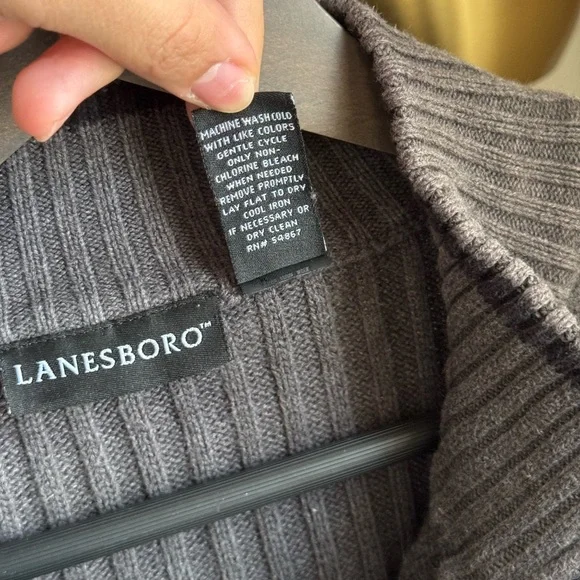 MACHINE WASH COLD
WITH LIKE COLORS
GENTLE CYCLE
ONLY NON-
CHLORINE BLEACH
WHEN NEEDED
REMOVE PROMPTLY
LAY FLAT TO DRY
COOL IRON
IF NECESSARY OR
DRY CLEAN
RN# 54867
LANESBORO™